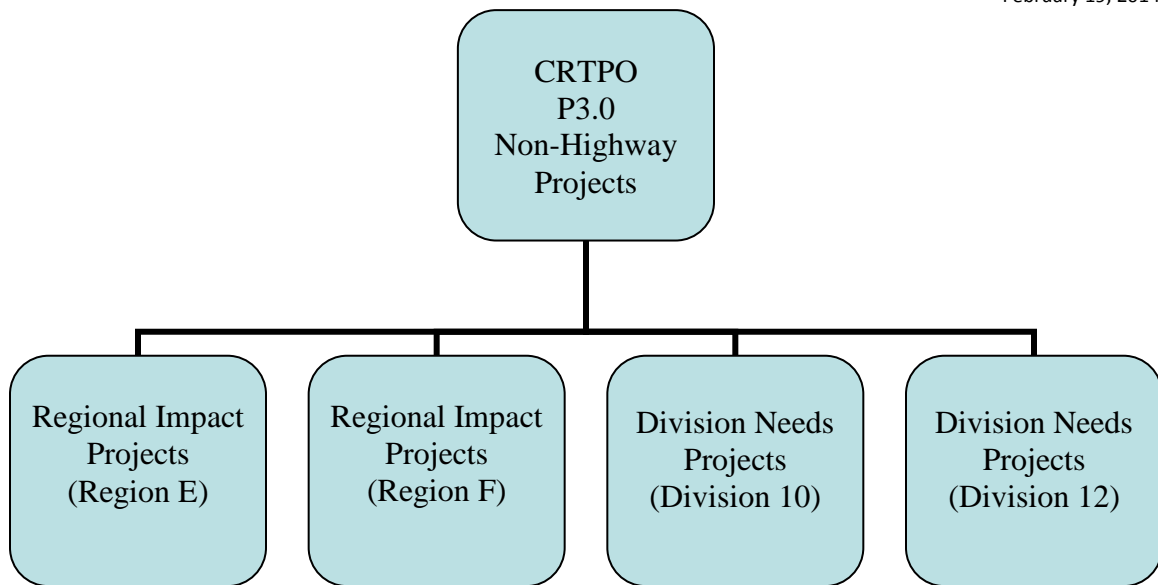 CRTPO
P3.0
Non-Highway
Projects
Regional Impact
Projects
(Region E)
Regional Impact
Projects
(Region F)
Division Needs
Projects
(Division 10)
Division Needs
Projects
(Division 12)